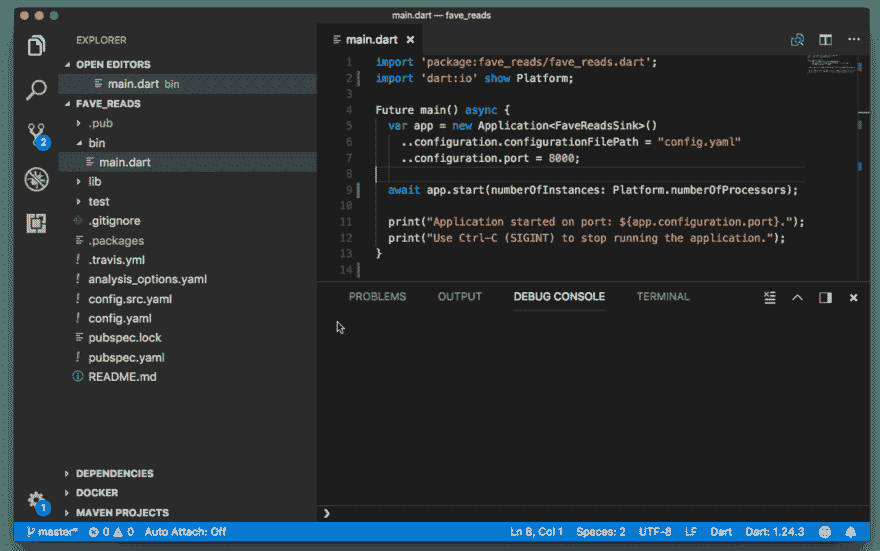 main.dart — fave_reads
EXPLORER
OPEN EDITORS
main.dart bin
FAVE_READS
.pub
bin
main.dart
lib
test
.gitignore
.packages
.travis.yml
analysis_options.yaml
config.src.yaml
config.yaml
pubspec.lock
pubspec.yaml
README.md
DEPENDENCIES
DOCKER
MAVEN PROJECTS
2
1
main.dart
1 import 'package:fave_reads/fave_reads.dart';
2 import 'dart:io' show Platform;
3
4 Future main() async {
5 var app = new Application<FaveReadsSink>()
6 ..configuration.configurationFilePath = "config.yaml"
7 ..configuration.port = 8000;
8
9 await app.start(numberOfInstances: Platform.numberOfProcessors);
10
11 print("Application started on port: ${app.configuration.port}.");
12 print("Use Ctrl-C (SIGINT) to stop running the application.");
13 }
14
PROBLEMS OUTPUT DEBUG CONSOLE TERMINAL
master* 0 0 Auto Attach: Off Ln 8, Col 1 Spaces: 2 UTF-8 LF Dart Dart: 1.24.3